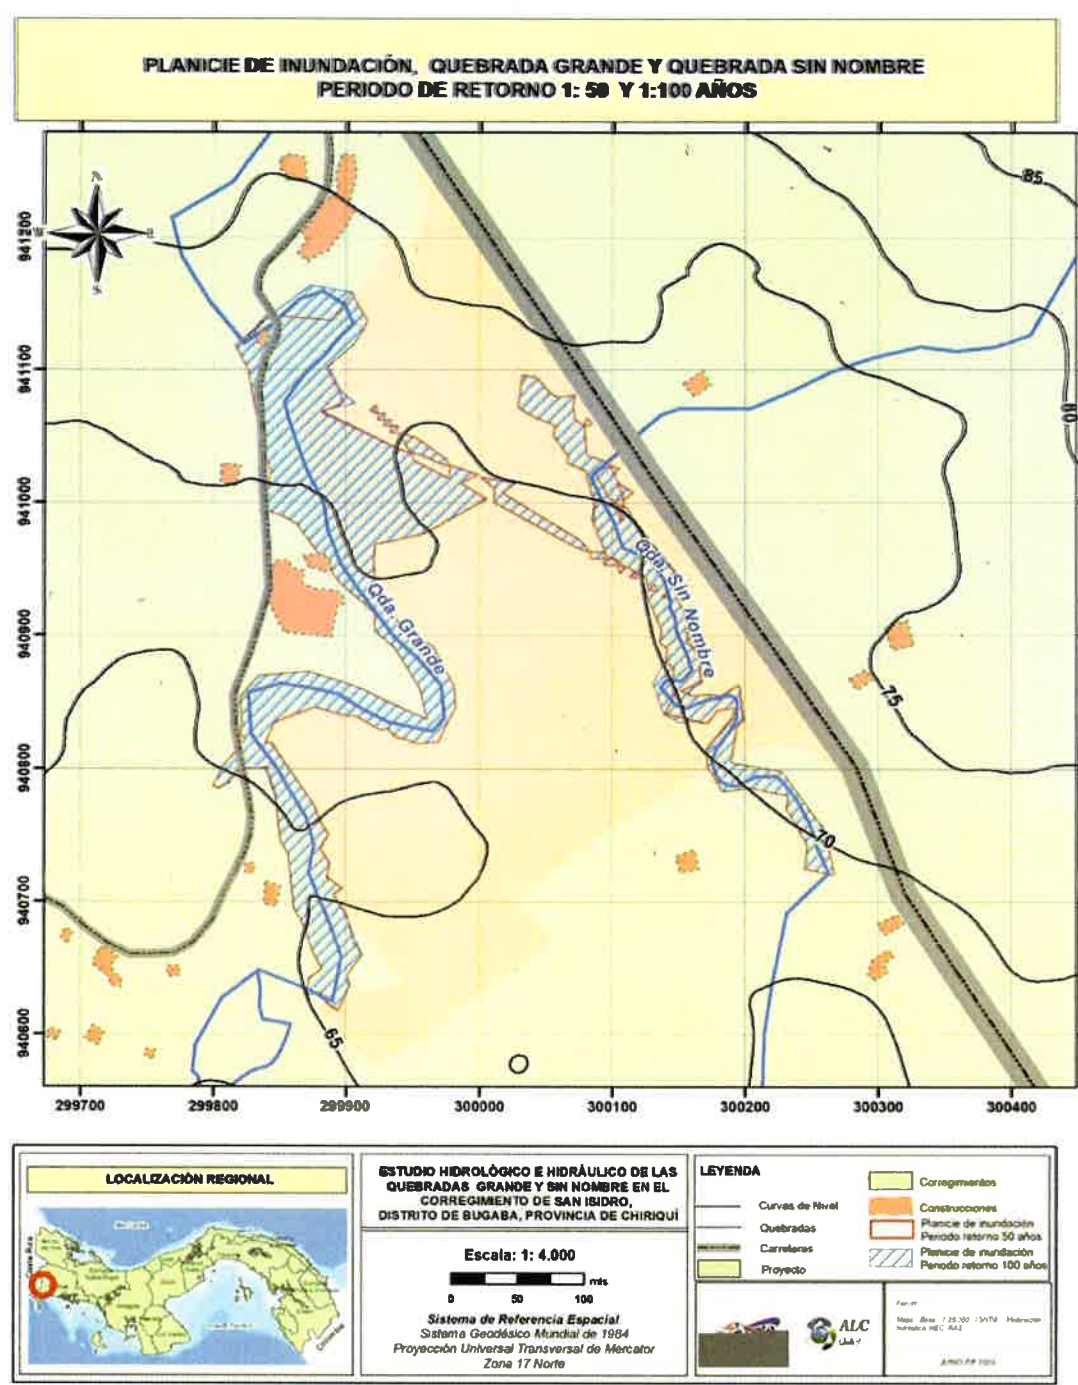 PLANICIE DE INUNDACIÓN, QUEBRADA GRANDE Y QUEBRADA SIN NOMBRE
PERIODO DE RETORNO 1: 50 Y 1:100 AÑOS
85
80
75
70
65
Qda. Grande
Qda. Sin Nombre
941200
941100
941000
940900
940800
940700
940600
299700
299800
299900
300000
300100
300200
300300
300400
LOCALIZACIÓN REGIONAL
Costa Rica
Colombia
ESTUDIO HIDROLÓGICO E HIDRÁULICO DE LAS
QUEBRADAS GRANDE Y SIN NOMBRE EN EL
CORREGIMIENTO DE SAN ISIDRO,
DISTRITO DE BUGABA, PROVINCIA DE CHIRIQUÍ
Escala: 1: 4.000
mts
0 50 100
Sistema de Referencia Espacial
Sistema Geodésico Mundial de 1984
Proyección Universal Transversal de Mercator
Zona 17 Norte
LEYENDA
Curvas de Nivel
Quebradas
Carreteras
Proyecto
Corregimientos
Construcciones
Planicie de inundación
Periodo retorno 50 años
Planicie de inundación
Periodo retorno 100 años
ALC